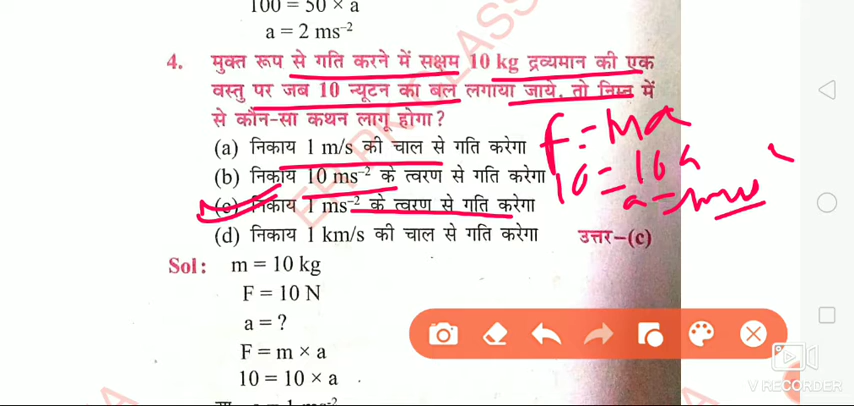 100 = 50 × a
a = 2 ms⁻²
4. मुक्त रूप से गति करने में सक्षम 10 kg द्रव्यमान की एक
वस्तु पर जब 10 न्यूटन का बल लगाया जाये, तो निम्न में
से कौन-सा कथन लागू होगा?
(a) निकाय 1 m/s की चाल से गति करेगा
(b) निकाय 10 ms⁻² के त्वरण से गति करेगा
(c) निकाय 1 ms⁻² के त्वरण से गति करेगा
(d) निकाय 1 km/s की चाल से गति करेगा उत्तर–(c)
F = ma
10 = 10a
a =
Sol : m = 10 kg
F = 10 N
a = ?
F = m × a
10 = 10 × a
V RECORDER